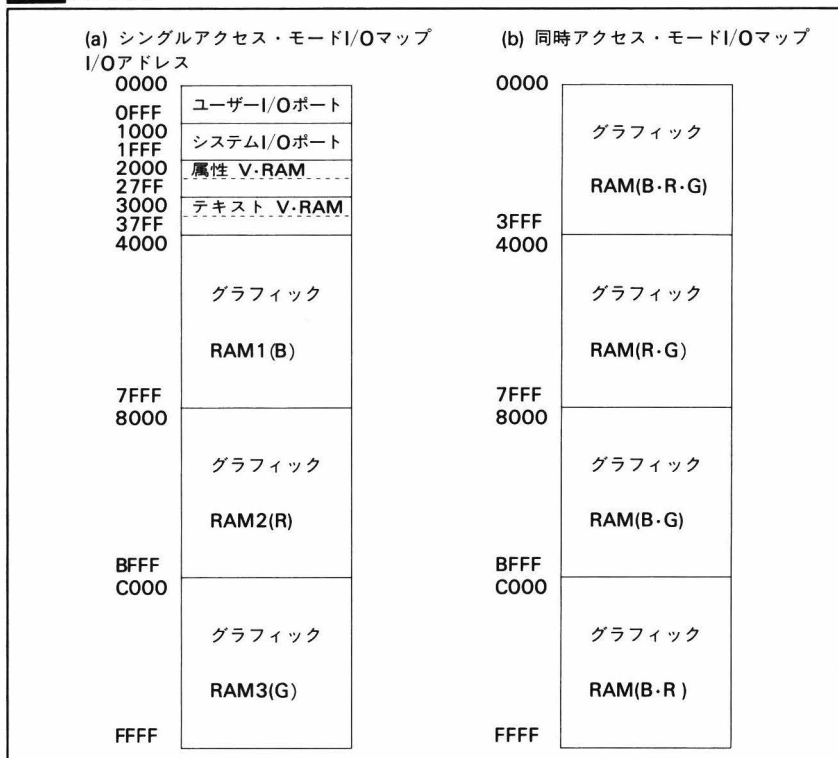 (a) シングルアクセス・モードI/Oマップ
I/Oアドレス
0000
ユーザーI/Oポート
0FFF
1000
システムI/Oポート
1FFF
2000
属性 V・RAM
27FF
3000
テキスト V・RAM
37FF
4000
グラフィック
RAM1(B)
7FFF
8000
グラフィック
RAM2(R)
BFFF
C000
グラフィック
RAM3(G)
FFFF
(b) 同時アクセス・モードI/Oマップ
0000
グラフィック
RAM(B・R・G)
3FFF
4000
グラフィック
RAM(R・G)
7FFF
8000
グラフィック
RAM(B・G)
BFFF
C000
グラフィック
RAM(B・R)
FFFF